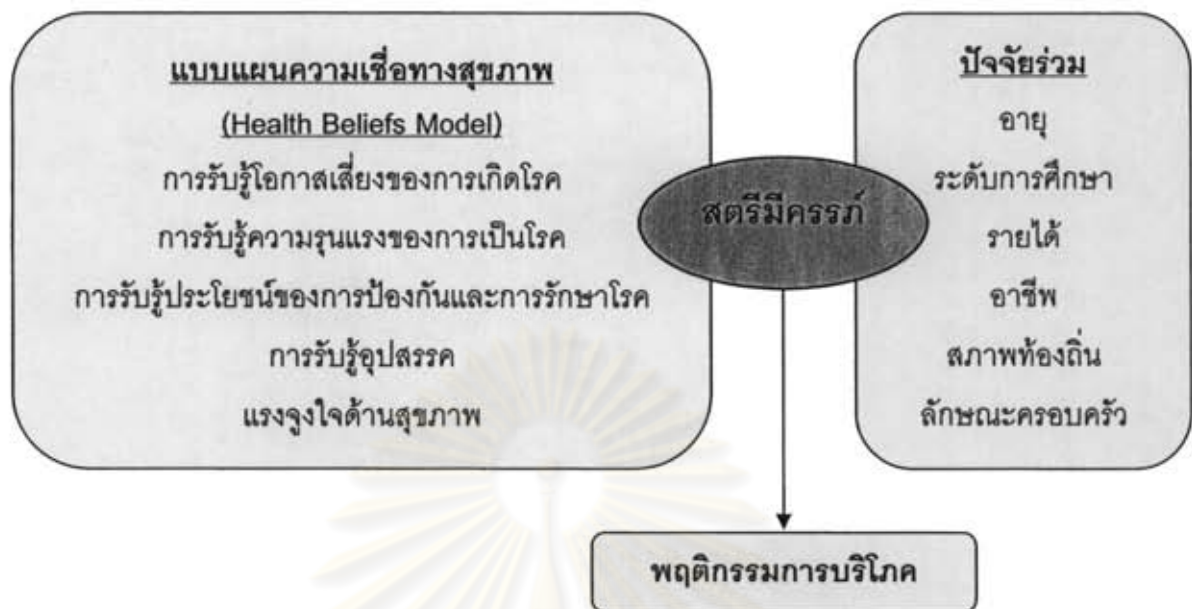 แบบแผนความเชื่อทางสุขภาพ
(Health Beliefs Model)
การรับรู้โอกาสเสี่ยงของการเกิดโรค
การรับรู้ความรุนแรงของการเป็นโรค
การรับรู้ประโยชน์ของการป้องกันและการรักษาโรค
การรับรู้อุปสรรค
แรงจูงใจด้านสุขภาพ
สตรีมีครรภ์
ปัจจัยร่วม
อายุ
ระดับการศึกษา
รายได้
อาชีพ
สภาพท้องถิ่น
ลักษณะครอบครัว
พฤติกรรมการบริโภค